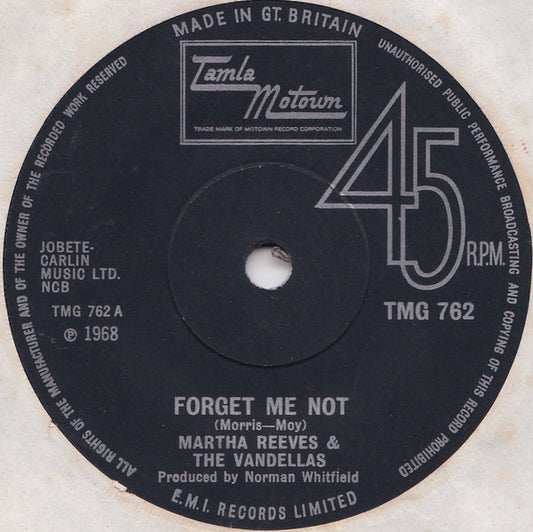 MADE IN GT. BRITAIN
UNAUTHORISED PUBLIC PERFORMANCE BROADCASTING AND COPYING OF THIS RECORD PROHIBITED
ALL RIGHTS OF THE MANUFACTURER AND OF THE OWNER OF THE RECORDED WORK RESERVED
Tamla
Motown
TRADE MARK OF MOTOWN RECORD CORPORATION
45
R.P.M.
JOBETE-
CARLIN
MUSIC LTD.
NCB
TMG 762 A
℗ 1968
TMG 762
FORGET ME NOT
(Morris—Moy)
MARTHA REEVES &
THE VANDELLAS
Produced by Norman Whitfield
E.M.I. RECORDS LIMITED